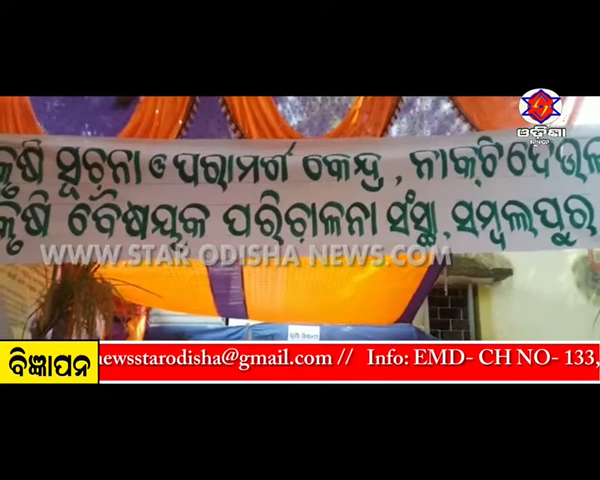 ଓଡ଼ିଶା
କୃଷି ସୂଚନା ଓ ପରାମର୍ଶ କେନ୍ଦ୍ର, ନାକଟିଦେଉଳ
କୃଷି ବୈଷୟିକ ପରିଚାଳନା ସଂସ୍ଥା, ସମ୍ବଲପୁର
WWW.STAR ODISHA NEWS.COM
ବିଜ୍ଞାପନ newsstarodisha@gmail.com // Info: EMD- CH NO- 133,